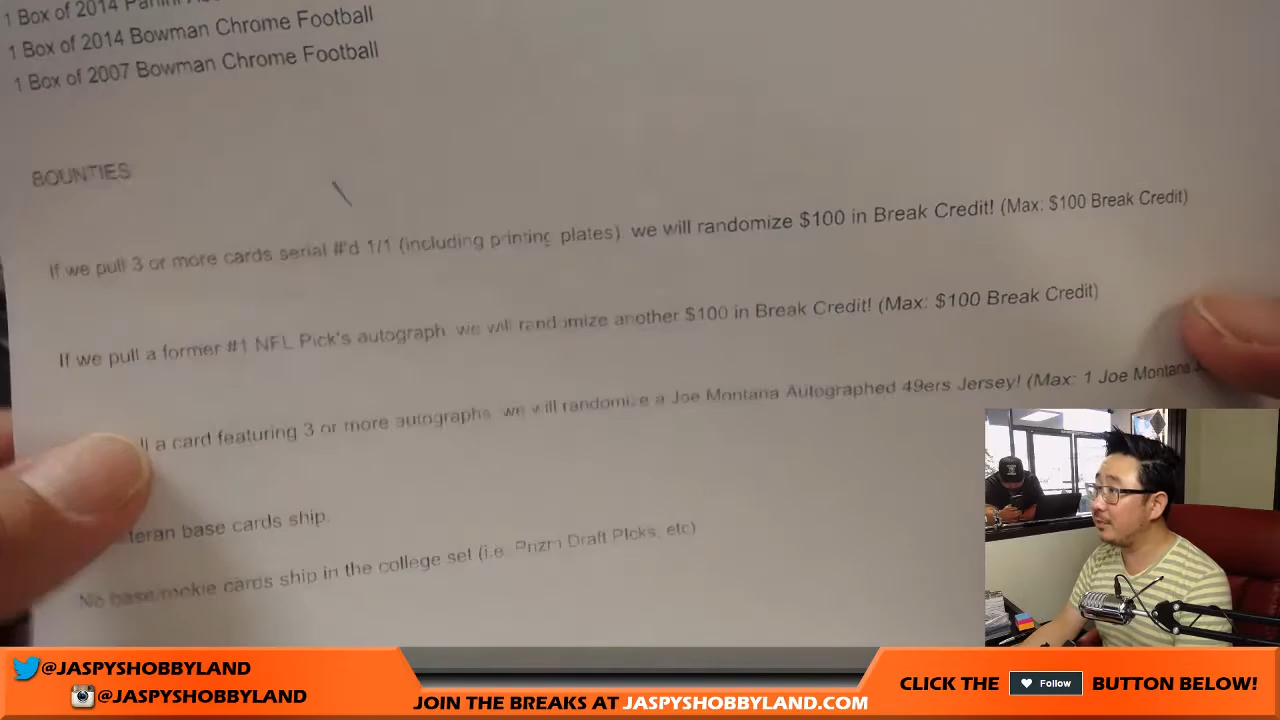 1 Box of 2014 Panini
1 Box of 2014 Bowman Chrome Football
1 Box of 2007 Bowman Chrome Football
BOUNTIES
If we pull 3 or more cards serial #'d 1/1 (including printing plates), we will randomize $100 in Break Credit! (Max: $100 Break Credit)
If we pull a former #1 NFL Pick's autograph, we will randomize another $100 in Break Credit! (Max: $100 Break Credit)
a card featuring 3 or more autographs, we will randomize a Joe Montana Autographed 49ers Jersey! (Max: 1 Joe Montana
base cards ship.
No base/rookie cards ship in the college set (i.e. Prizm Draft PIcks, etc)
@JASPYSHOBBYLAND
@JASPYSHOBBYLAND
JOIN THE BREAKS AT JASPYSHOBBYLAND.COM
CLICK THE Follow BUTTON BELOW!